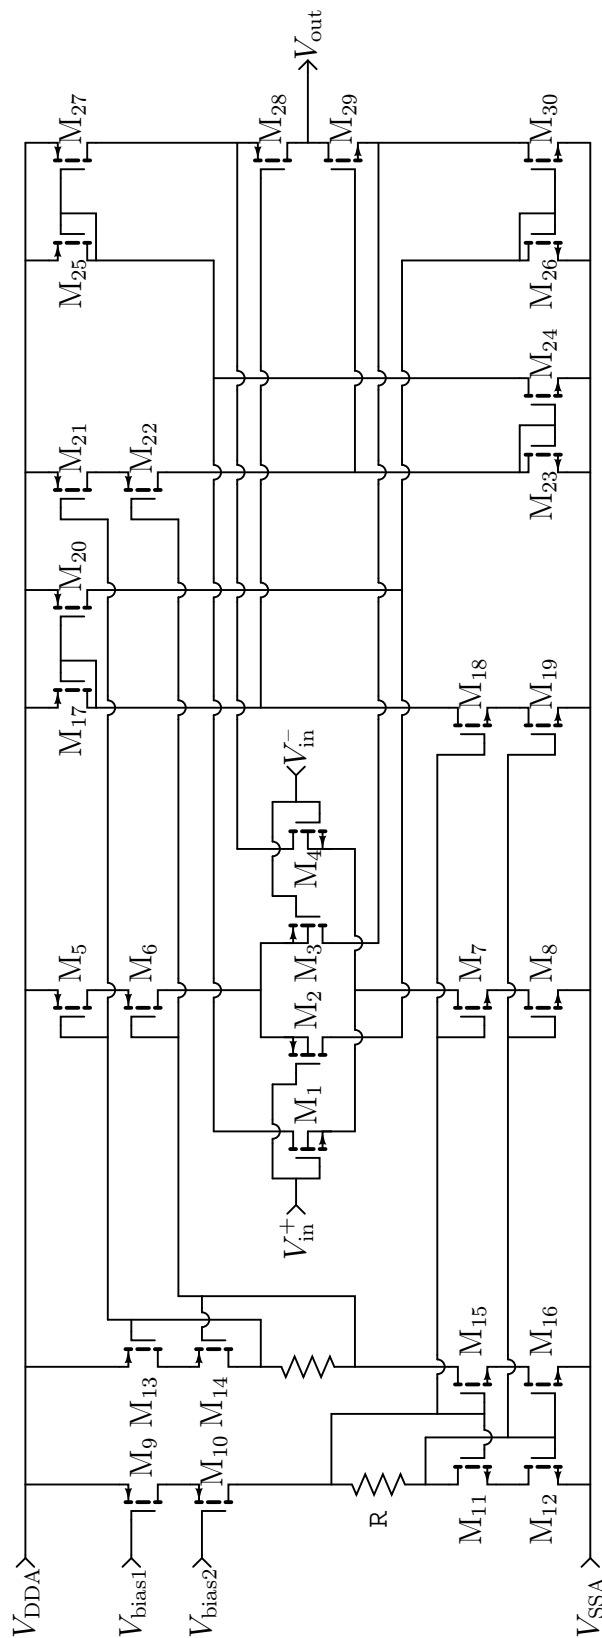 V_DDA
V_bias1
V_bias2
V_SSA
R
M_9
M_10
M_11
M_12
M_13
M_14
M_15
M_16
V_in^+
V_in^−
M_1
M_2
M_3
M_4
M_5
M_6
M_7
M_8
M_17
M_18
M_19
M_20
M_21
M_22
M_23
M_24
M_25
M_26
M_27
M_28
M_29
M_30
V_out